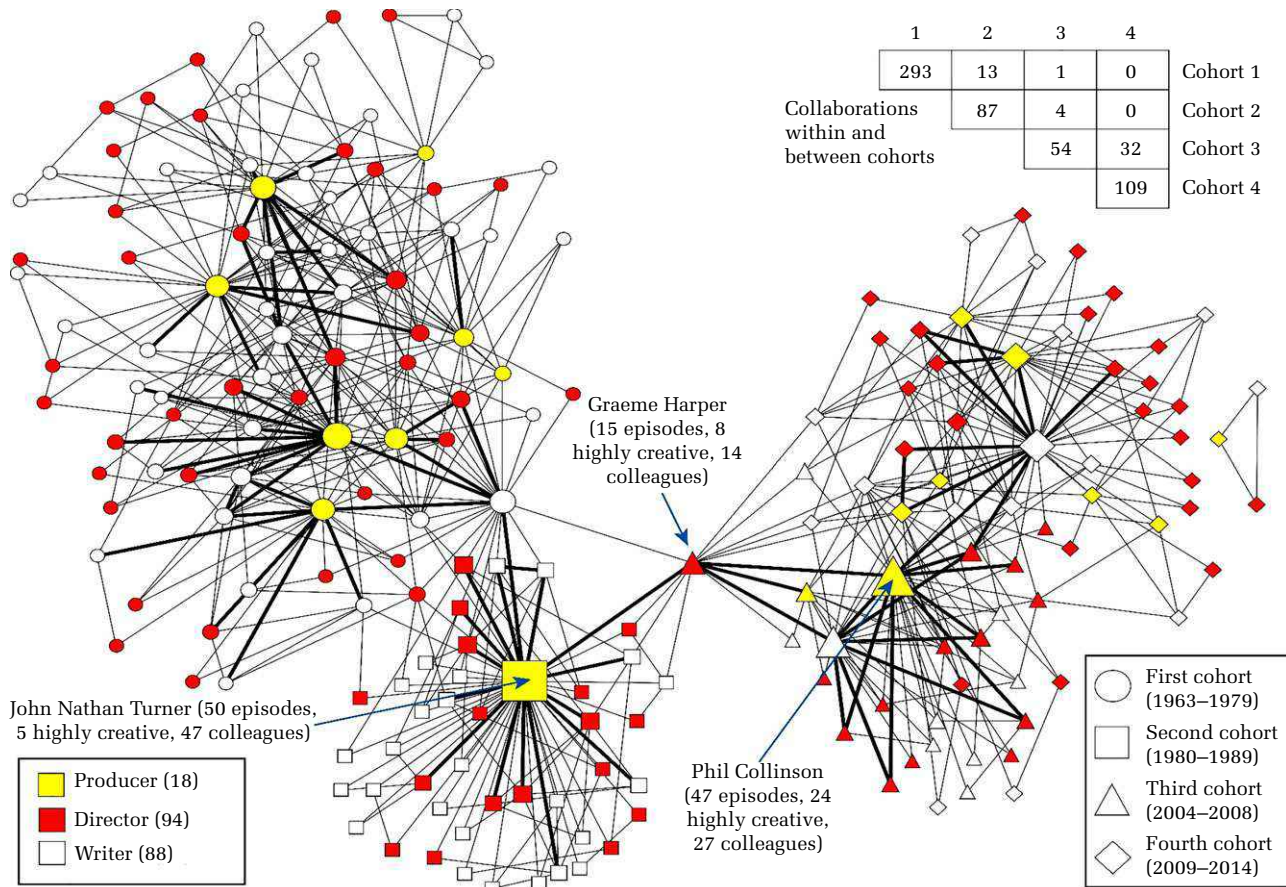 1 2 3 4
293 13 1 0 Cohort 1
Collaborations
within and
between cohorts
87 4 0 Cohort 2
54 32 Cohort 3
109 Cohort 4
Graeme Harper
(15 episodes, 8
highly creative, 14
colleagues)
John Nathan Turner (50 episodes,
5 highly creative, 47 colleagues)
Phil Collinson
(47 episodes, 24
highly creative,
27 colleagues)
Producer (18)
Director (94)
Writer (88)
First cohort
(1963–1979)
Second cohort
(1980–1989)
Third cohort
(2004–2008)
Fourth cohort
(2009–2014)